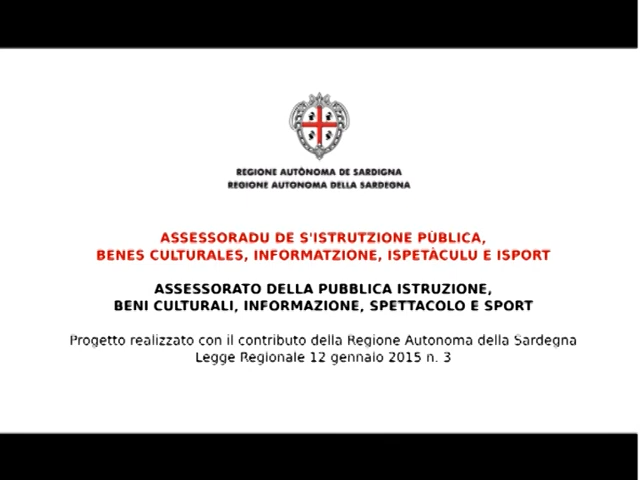 REGIONE AUTÒNOMA DE SARDIGNA
REGIONE AUTONOMA DELLA SARDEGNA
ASSESSORADU DE S'ISTRUTZIONE PÙBLICA,
BENES CULTURALES, INFORMATZIONE, ISPETÀCULU E ISPORT
ASSESSORATO DELLA PUBBLICA ISTRUZIONE,
BENI CULTURALI, INFORMAZIONE, SPETTACOLO E SPORT
Progetto realizzato con il contributo della Regione Autonoma della Sardegna
Legge Regionale 12 gennaio 2015 n. 3